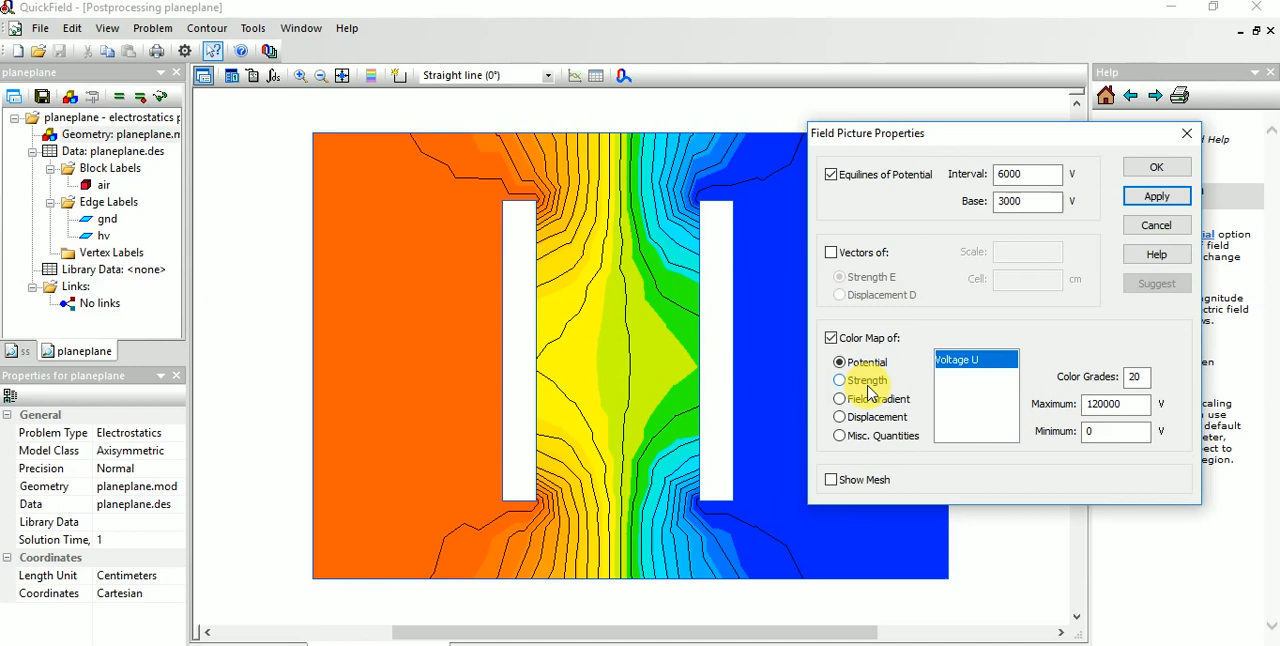 QuickField - [Postprocessing planeplane]
File Edit View Problem Contour Tools Window Help
planeplane
Straight line (0°)
Help
planeplane - electrostatics p
Geometry: planeplane.m
Data: planeplane.des
Block Labels
air
Edge Labels
gnd
hv
Vertex Labels
Library Data: <none>
Links:
No links
ss planeplane
Properties for planeplane
General
Problem Type Electrostatics
Model Class Axisymmetric
Precision Normal
Geometry planeplane.mod
Data planeplane.des
Library Data
Solution Time, 1
Coordinates
Length Unit Centimeters
Coordinates Cartesian
Field Picture Properties
Equilines of Potential Interval: 6000 V
Base: 3000 V
OK
Apply
Cancel
Help
Suggest
Vectors of: Scale:
Strength E Cell: cm
Displacement D
Color Map of:
Potential
Strength
Field Gradient
Displacement
Misc. Quantities
Voltage U
Color Grades: 20
Maximum: 120000 V
Minimum: 0 V
Show Mesh
Help
ial option
f field
change
gnitude
ctric field
ws.
en
caling
n use
default
eter,
ect to
egion.